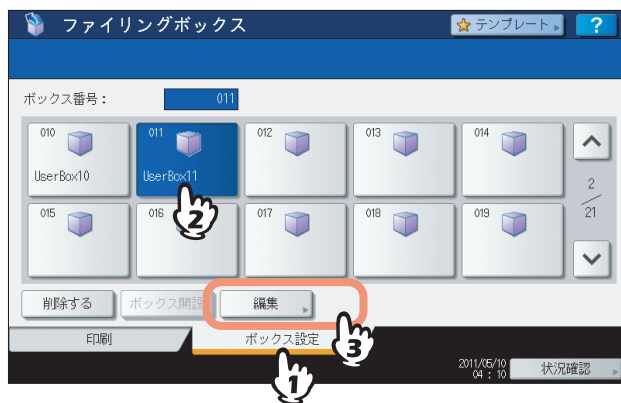 ファイリングボックス
テンプレート
?
ボックス番号：
011
010
UserBox10
011
UserBox11
012
013
014
2
21
015
016
2
017
018
019
削除する
ボックス開設
編集
3
印刷
ボックス設定
1
2011/05/10
04 : 10
状況確認